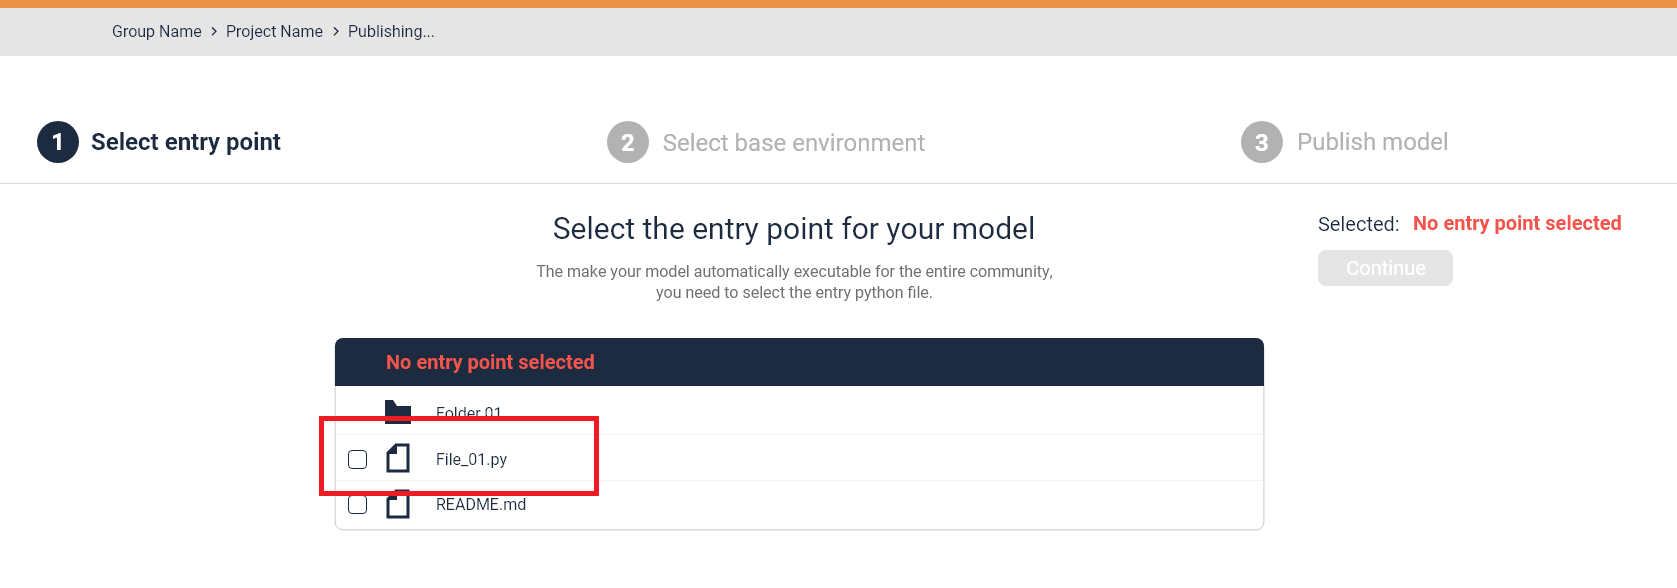 Group Name > Project Name > Publishing...
1 Select entry point
2 Select base environment
3 Publish model
Select the entry point for your model
The make your model automatically executable for the entire community,
you need to select the entry python file.
Selected: No entry point selected
Continue
No entry point selected
Folder 01
File_01.py
README.md